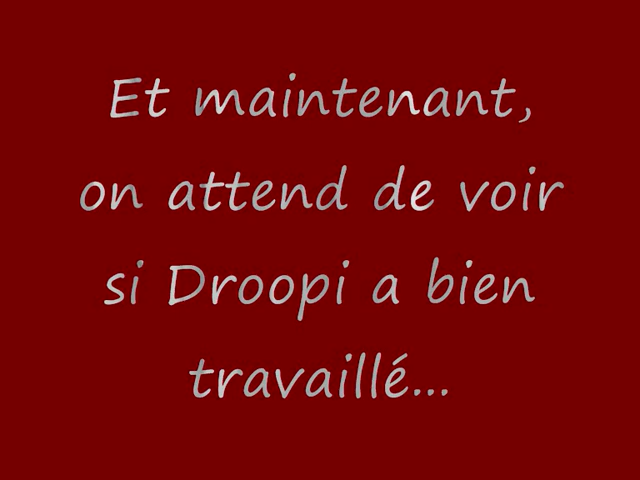 Et maintenant,
on attend de voir
si Droopi a bien
travaillé...